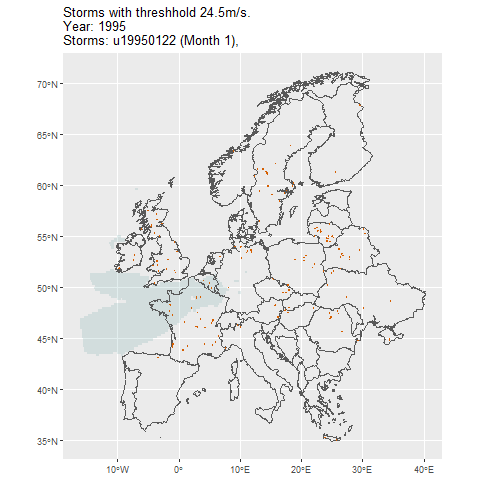 Storms with threshhold 24.5m/s.
Year: 1995
Storms: u19950122 (Month 1),
70°N
65°N
60°N
55°N
50°N
45°N
40°N
35°N
10°W 0° 10°E 20°E 30°E 40°E